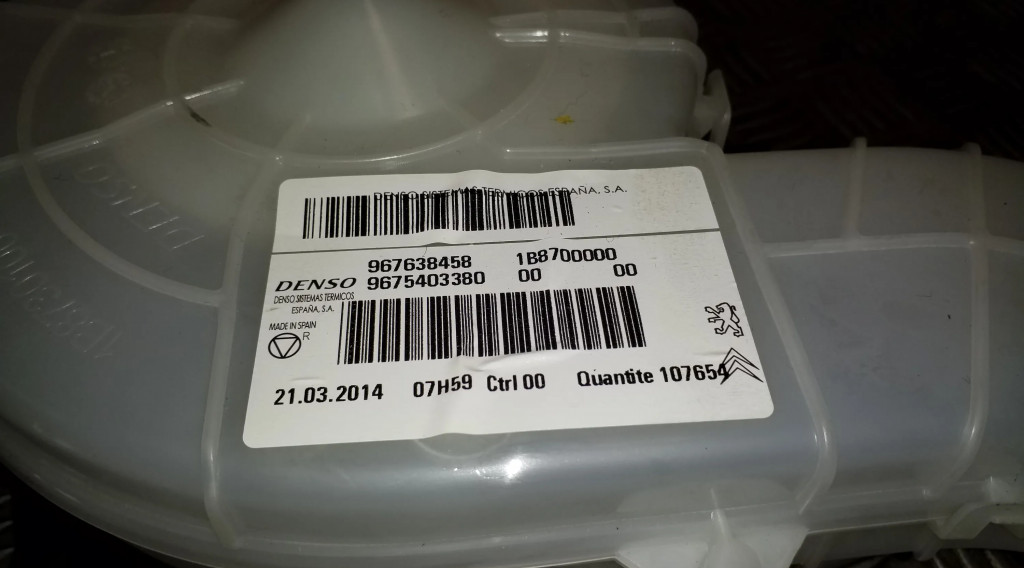 DENSO SISTEMAS TERMICOS ESPAÑA, S.A.
967638458 1B8700000
DENSO 9675403380 00 00
DENSO SISTEMAS TERMICOS
ESPAÑA, S.A.
MADE IN SPAIN
R
21.03.2014 07H59 Ctrl 00 Quantite 107654